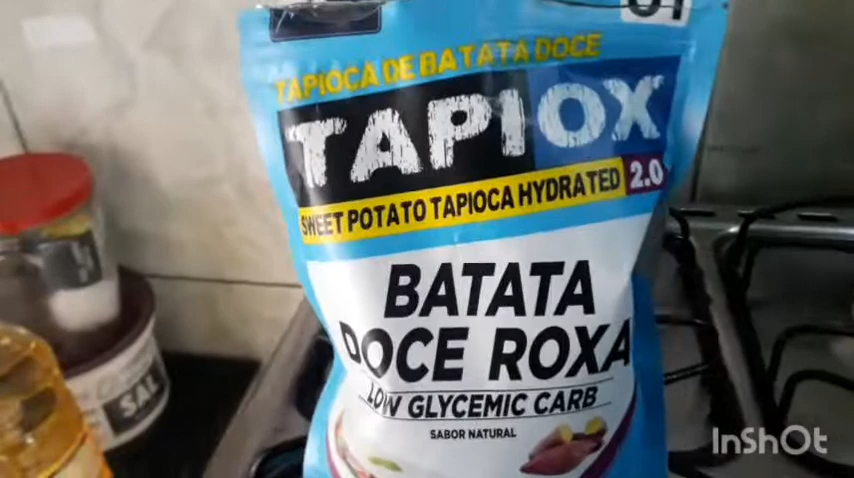 TAPIOCA DE BATATA DOCE
TAPIOX
SWEET POTATO TAPIOCA HYDRATED 2.0
BATATA
DOCE ROXA
LOW GLYCEMIC CARB
SABOR NATURAL
SAL
InShOt